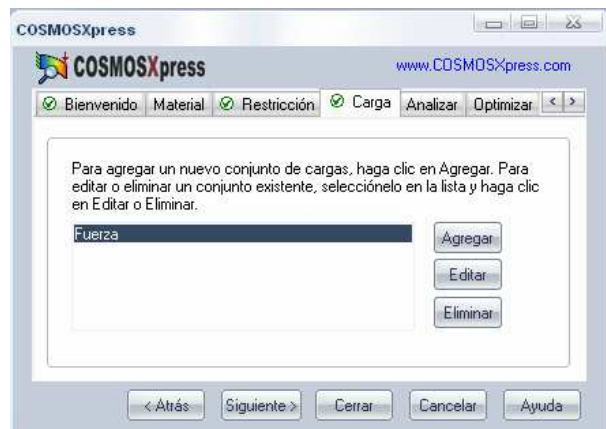 COSMOSXpress
COSMOSXpress
www.COSMOSXpress.com
Bienvenido Material Restricción Carga Analizar Optimizar
Para agregar un nuevo conjunto de cargas, haga clic en Agregar. Para
editar o eliminar un conjunto existente, selecciónelo en la lista y haga clic
en Editar o Eliminar.
Fuerza
Agregar
Editar
Eliminar
< Atrás Siguiente > Cerrar Cancelar Ayuda